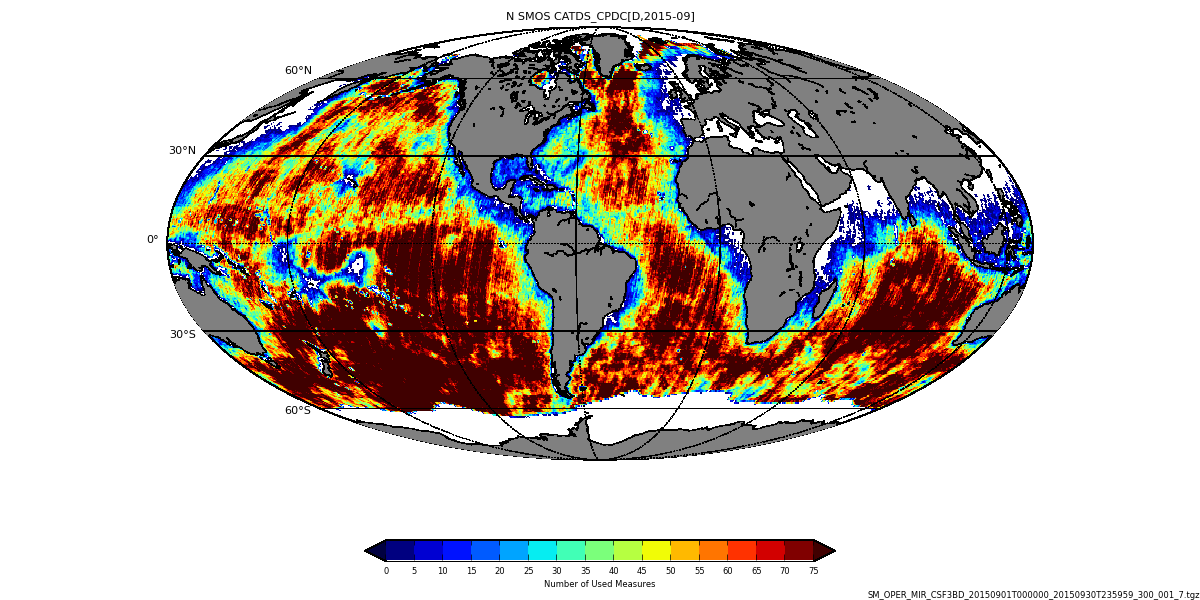 N SMOS CATDS_CPDC[D,2015-09]
60°N
30°N
0°
30°S
60°S
0 5 10 15 20 25 30 35 40 45 50 55 60 65 70 75
Number of Used Measures
SM_OPER_MIR_CSF3BD_20150901T000000_20150930T235959_300_001_7.tgz